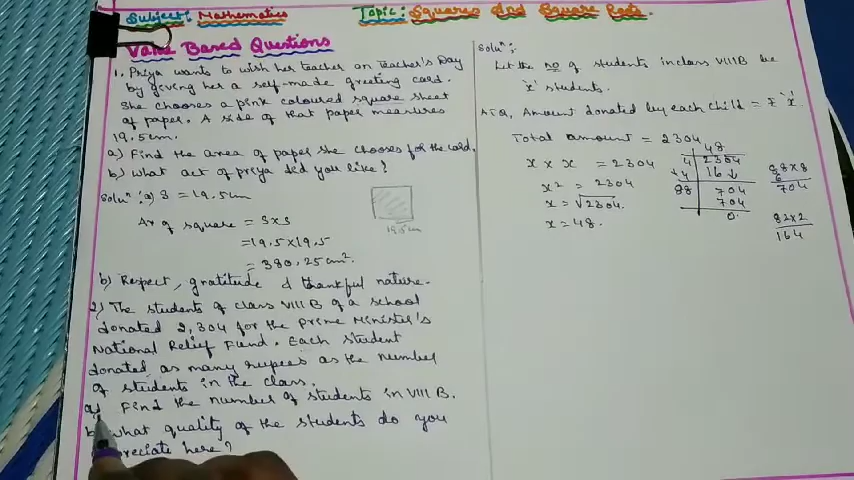 Subject: Mathematics
Topic: Squares And Square Roots.
Value Based Questions
1. Priya wants to wish her teacher on Teacher's Day
by giving her a self-made greeting card.
She chooses a pink coloured square sheet
of paper. A side of that paper measures
19.5cm.
a) Find the area of paper she chooses for the card.
b) What act of priya did you like?
Soluⁿ: a) S = 19.5cm
Ar of square = S×S
= 19.5×19.5
= 380.25 cm².
19.5cm
b) Respect, gratitude & thankful nature.
2) The students of class VIII B of a school
donated 2,304 for the Prime Minister's
National Relief Fund. Each student
donated as many rupees as the number
of students in the class.
a) Find the number of students in VIII B.
b) What quality of the students do you
preciate here?
Soluⁿ:
Let the no of students in class VIIIB be
'x' students.
ATQ, Amount donated by each child = ₹ 'x'.
Total amount = 2304
x × x = 2304
x² = 2304
x = √2304.
x = 48.
48
4 2304
+4 16 ↓
88 704
704
0.
88×8
6
704
82×2
164